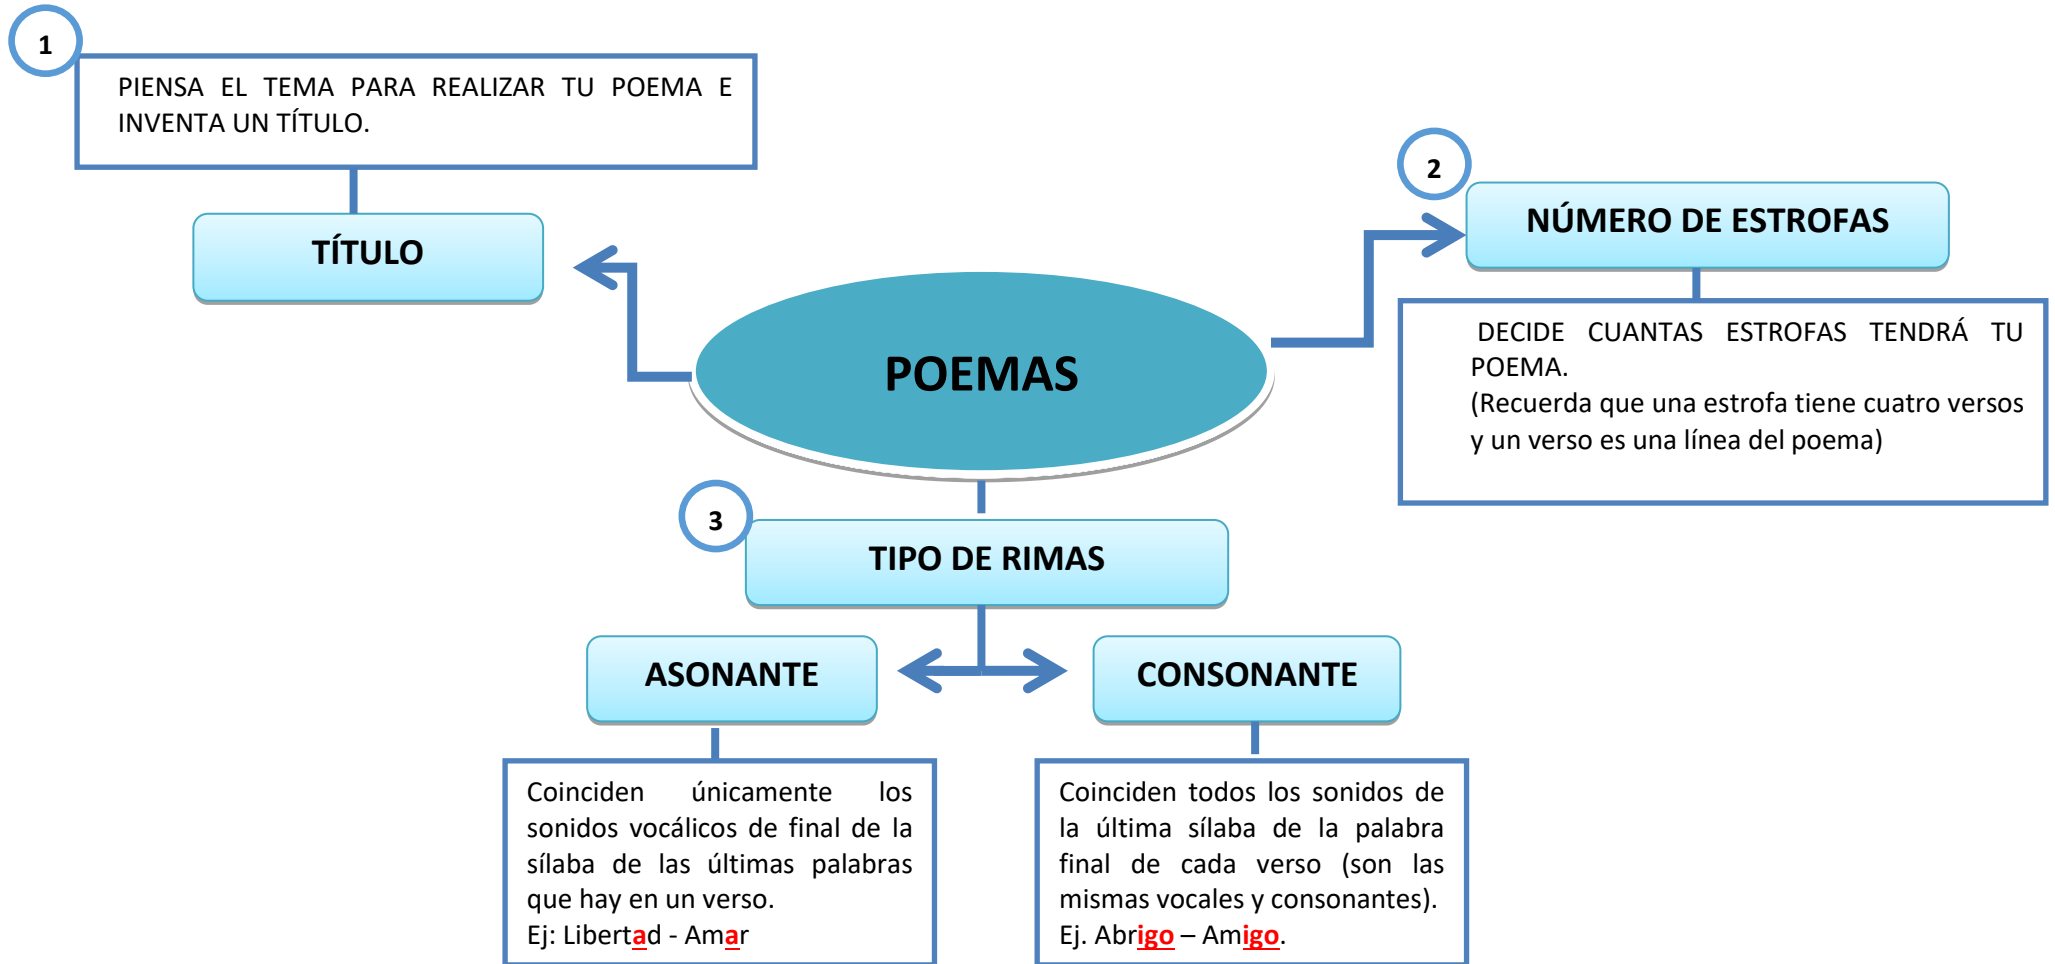 1
PIENSA EL TEMA PARA REALIZAR TU POEMA E
INVENTA UN TÍTULO.
TÍTULO
2
NÚMERO DE ESTROFAS
DECIDE CUANTAS ESTROFAS TENDRÁ TU
POEMA.
(Recuerda que una estrofa tiene cuatro versos
y un verso es una línea del poema)
POEMAS
3
TIPO DE RIMAS
ASONANTE
Coinciden únicamente los
sonidos vocálicos de final de la
sílaba de las últimas palabras
que hay en un verso.
Ej: Libertad - Amar
CONSONANTE
Coinciden todos los sonidos de
la última sílaba de la palabra
final de cada verso (son las
mismas vocales y consonantes).
Ej. Abrigo – Amigo.